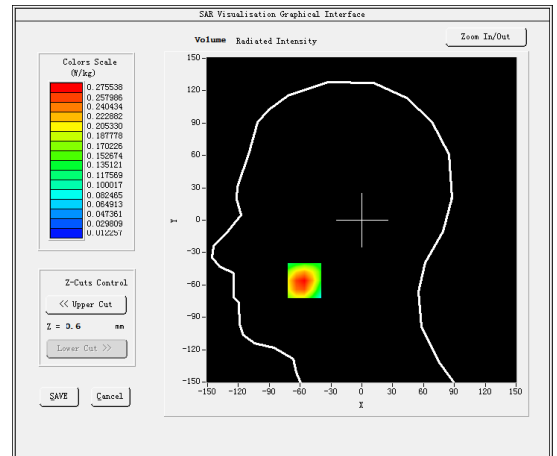 SAR Visualisation Graphical Interface
Volume Radiated Intensity
Zoom In/Out
Colors Scale
(W/kg)
0.275538
0.257986
0.240434
0.222882
0.205330
0.187778
0.170226
0.152674
0.135121
0.117569
0.100017
0.082465
0.064913
0.047361
0.029809
0.012257
Z-Cuts Control
<< Upper Cut
Z = 0.6 mm
Lower Cut >>
SAVE Cancel
150
120
90
60
30
0
-30
-60
-90
-120
-150
Y
-150 -120 -90 -60 -30 0 30 60 90 120 150
X